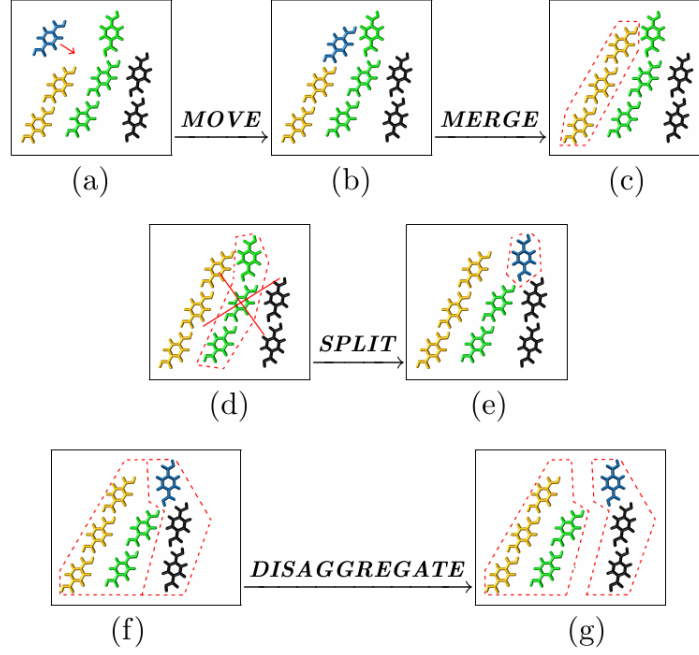 MOVE
MERGE
(a)
(b)
(c)
SPLIT
(d)
(e)
DISAGGREGATE
(f)
(g)